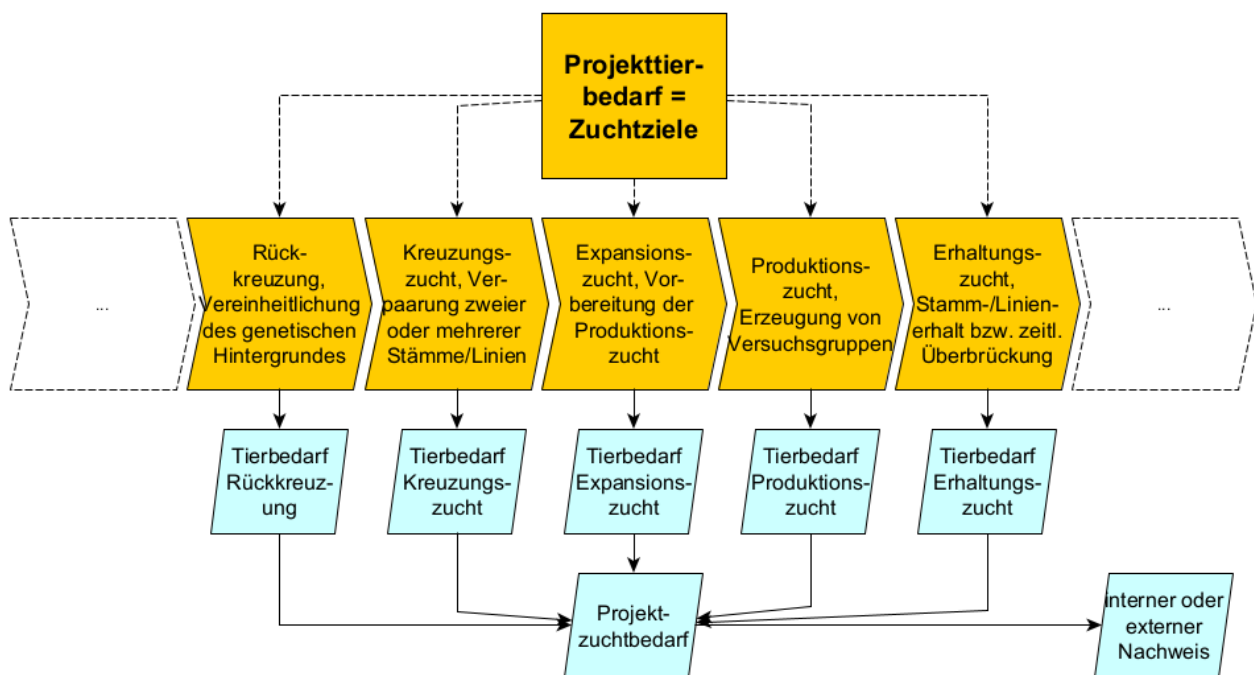 Projekttier-
bedarf =
Zuchtziele
...
Rück-
kreuzung,
Vereinheitlichung
des genetischen
Hintergrundes
Kreuzungs-
zucht, Ver-
paarung zweier
oder mehrerer
Stämme/Linien
Expansions-
zucht, Vor-
bereitung der
Produktions-
zucht
Produktions-
zucht,
Erzeugung von
Versuchsgruppen
Erhaltungs-
zucht,
Stamm-/Linien-
erhalt bzw. zeitl.
Überbrückung
...
Tierbedarf
Rückkreuz-
ung
Tierbedarf
Kreuzungs-
zucht
Tierbedarf
Expansions-
zucht
Tierbedarf
Produktions-
zucht
Tierbedarf
Erhaltungs-
zucht
Projekt-
zuchtbedarf
interner oder
externer
Nachweis